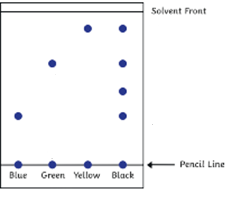 Solvent Front
Pencil Line
Blue Green Yellow Black